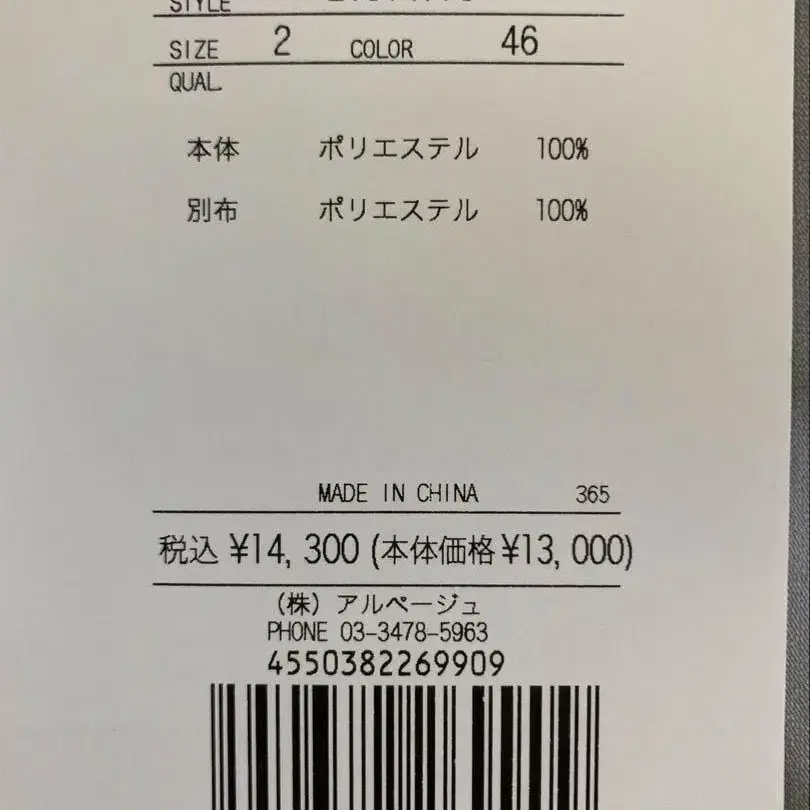 STYLE
SIZE 2 COLOR 46
QUAL.
本体 ポリエステル 100%
別布 ポリエステル 100%
MADE IN CHINA 365
税込 ¥14,300 (本体価格 ¥13,000)
(株) アルページュ
PHONE 03-3478-5963
4550382269909